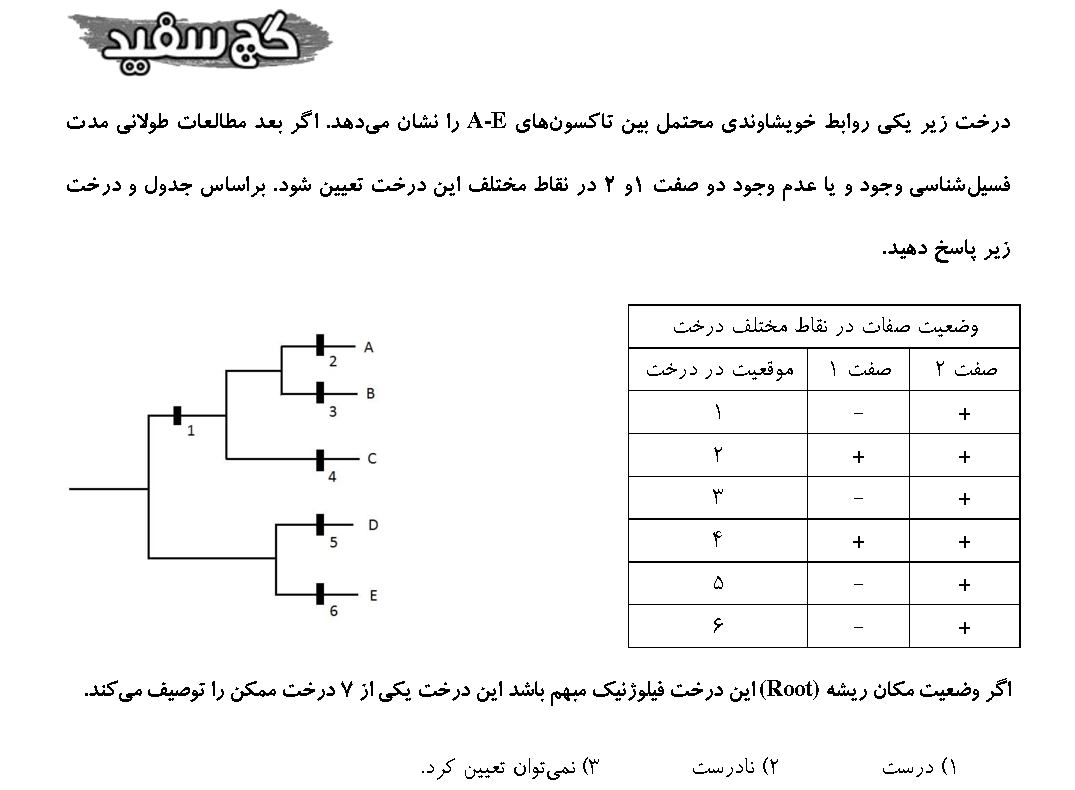 گچ سفید
درخت زیر یکی روابط خویشاوندی محتمل بین تاکسون‌های A-E را نشان می‌دهد. اگر بعد مطالعات طولانی مدت
فسیل‌شناسی وجود و یا عدم وجود دو صفت ۱و ۲ در نقاط مختلف این درخت تعیین شود. براساس جدول و درخت
زیر پاسخ دهید.
وضعیت صفات در نقاط مختلف درخت
موقعیت در درخت صفت ۱ صفت ۲
۱ - +
۲ + +
۳ - +
۴ + +
۵ - +
۶ - +
A
2
B
3
1
C
4
D
5
E
6
اگر وضعیت مکان ریشه (Root) این درخت فیلوژنیک مبهم باشد این درخت یکی از ۷ درخت ممکن را توصیف می‌کند.
۱) درست ۲) نادرست ۳) نمی‌توان تعیین کرد.